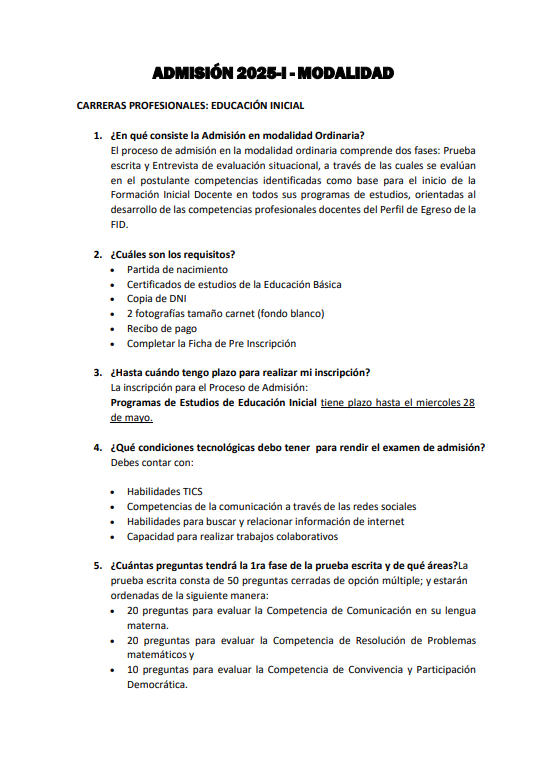 ADMISIÓN 2025-I - MODALIDAD
CARRERAS PROFESIONALES: EDUCACIÓN INICIAL
1. ¿En qué consiste la Admisión en modalidad Ordinaria?
El proceso de admisión en la modalidad ordinaria comprende dos fases: Prueba
escrita y Entrevista de evaluación situacional, a través de las cuales se evalúan
en el postulante competencias identificadas como base para el inicio de la
Formación Inicial Docente en todos sus programas de estudios, orientadas al
desarrollo de las competencias profesionales docentes del Perfil de Egreso de la
FID.
2. ¿Cuáles son los requisitos?
• Partida de nacimiento
• Certificados de estudios de la Educación Básica
• Copia de DNI
• 2 fotografías tamaño carnet (fondo blanco)
• Recibo de pago
• Completar la Ficha de Pre Inscripción
3. ¿Hasta cuándo tengo plazo para realizar mi inscripción?
La inscripción para el Proceso de Admisión:
Programas de Estudios de Educación Inicial tiene plazo hasta el miercoles 28
de mayo.
4. ¿Qué condiciones tecnológicas debo tener para rendir el examen de admisión?
Debes contar con:
• Habilidades TICS
• Competencias de la comunicación a través de las redes sociales
• Habilidades para buscar y relacionar información de internet
• Capacidad para realizar trabajos colaborativos
5. ¿Cuántas preguntas tendrá la 1ra fase de la prueba escrita y de qué áreas?La
prueba escrita consta de 50 preguntas cerradas de opción múltiple; y estarán
ordenadas de la siguiente manera:
• 20 preguntas para evaluar la Competencia de Comunicación en su lengua
materna.
• 20 preguntas para evaluar la Competencia de Resolución de Problemas
matemáticos y
• 10 preguntas para evaluar la Competencia de Convivencia y Participación
Democrática.